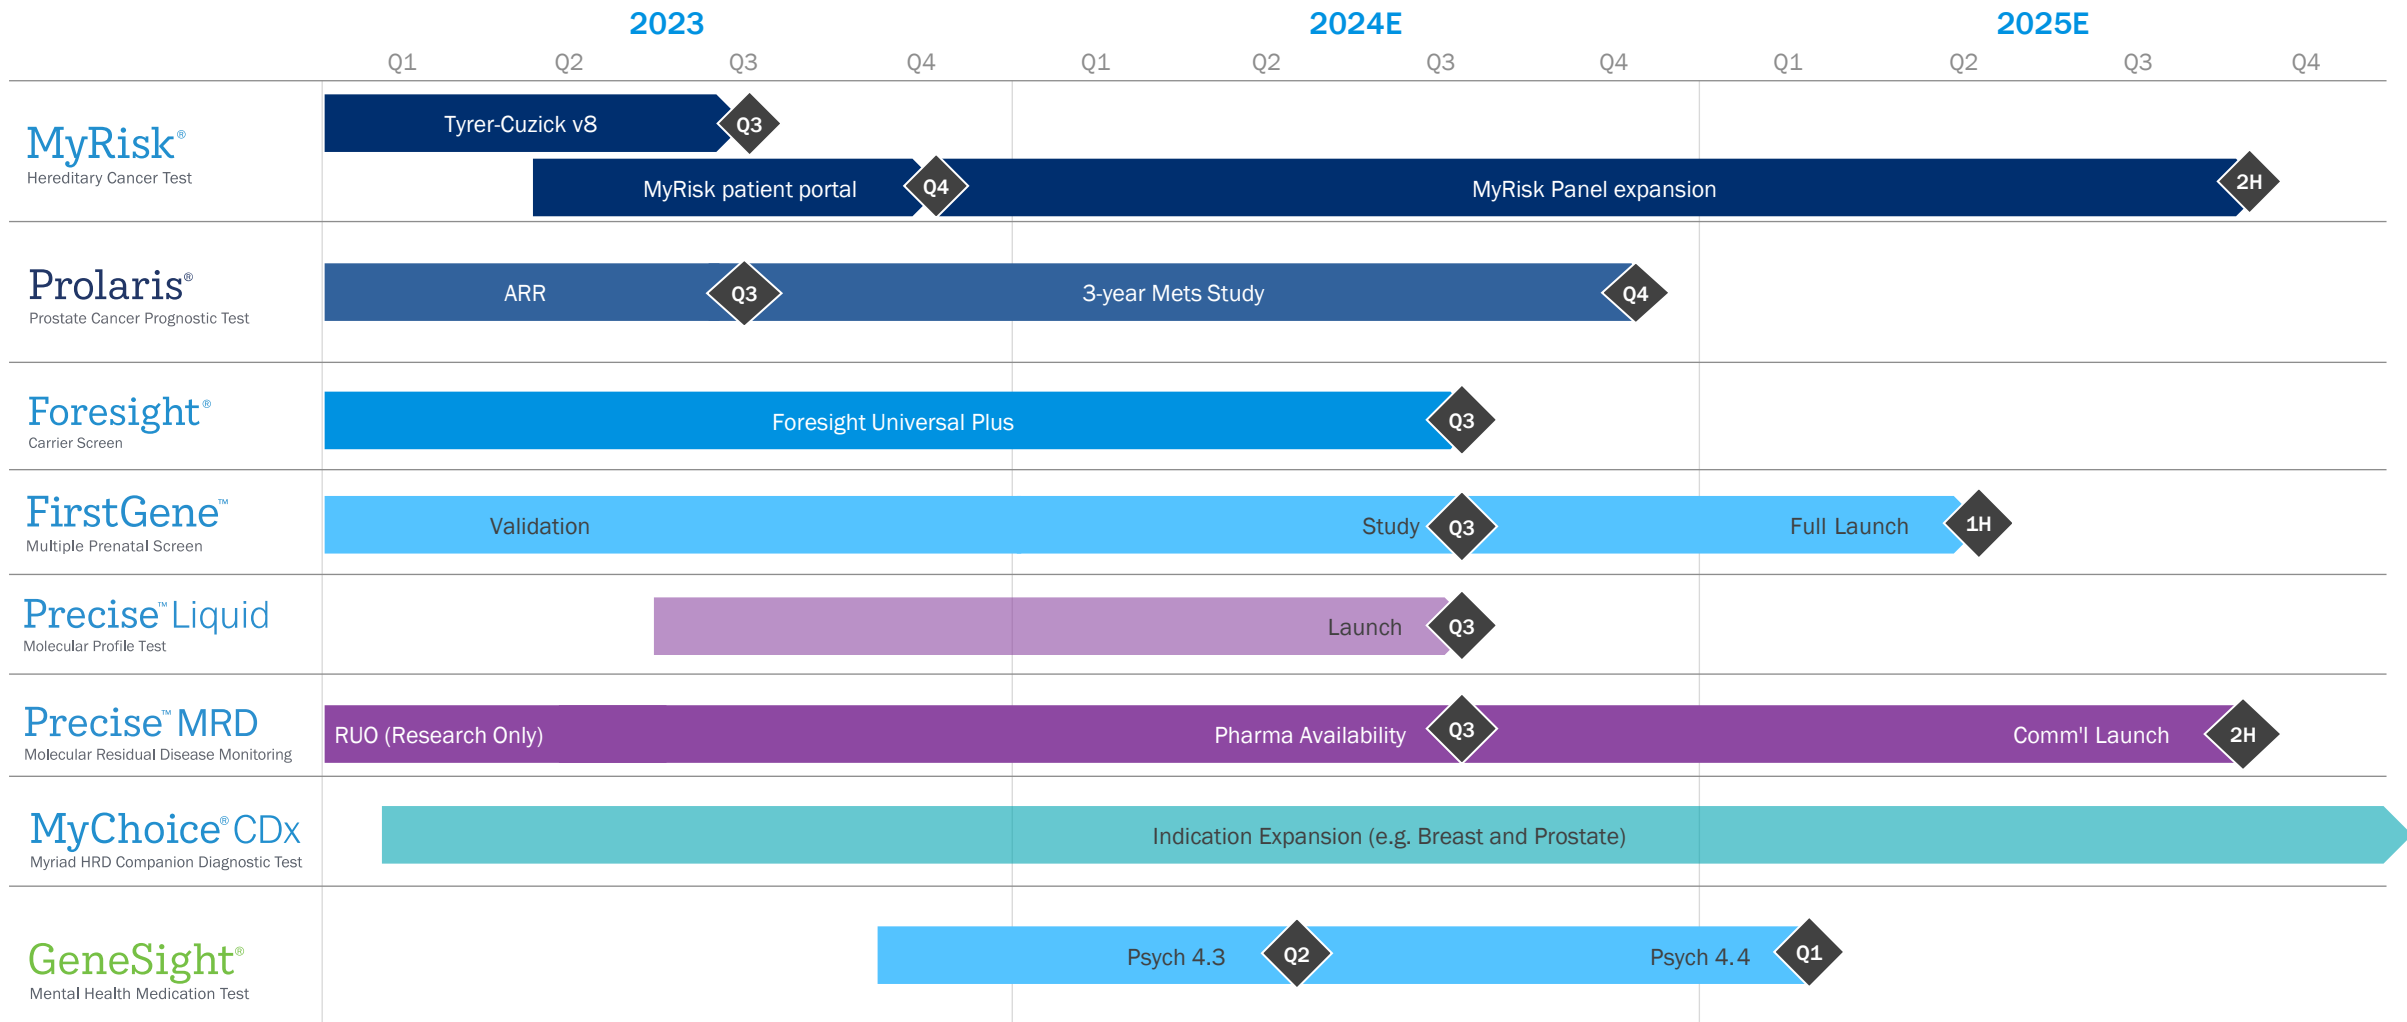 2023 2024E 2025E
Q1 Q2 Q3 Q4 Q1 Q2 Q3 Q4 Q1 Q2 Q3 Q4
MyRisk®
Hereditary Cancer Test
Tyrer-Cuzick v8 Q3
MyRisk patient portal Q4 MyRisk Panel expansion 2H
Prolaris®
Prostate Cancer Prognostic Test
ARR Q3 3-year Mets Study Q4
Foresight®
Carrier Screen
Foresight Universal Plus Q3
FirstGene™
Multiple Prenatal Screen
Validation Study Q3 Full Launch 1H
Precise™ Liquid
Molecular Profile Test
Launch Q3
Precise™ MRD
Molecular Residual Disease Monitoring
RUO (Research Only) Pharma Availability Q3 Comm'l Launch 2H
MyChoice® CDx
Myriad HRD Companion Diagnostic Test
Indication Expansion (e.g. Breast and Prostate)
GeneSight®
Mental Health Medication Test
Psych 4.3 Q2 Psych 4.4 Q1